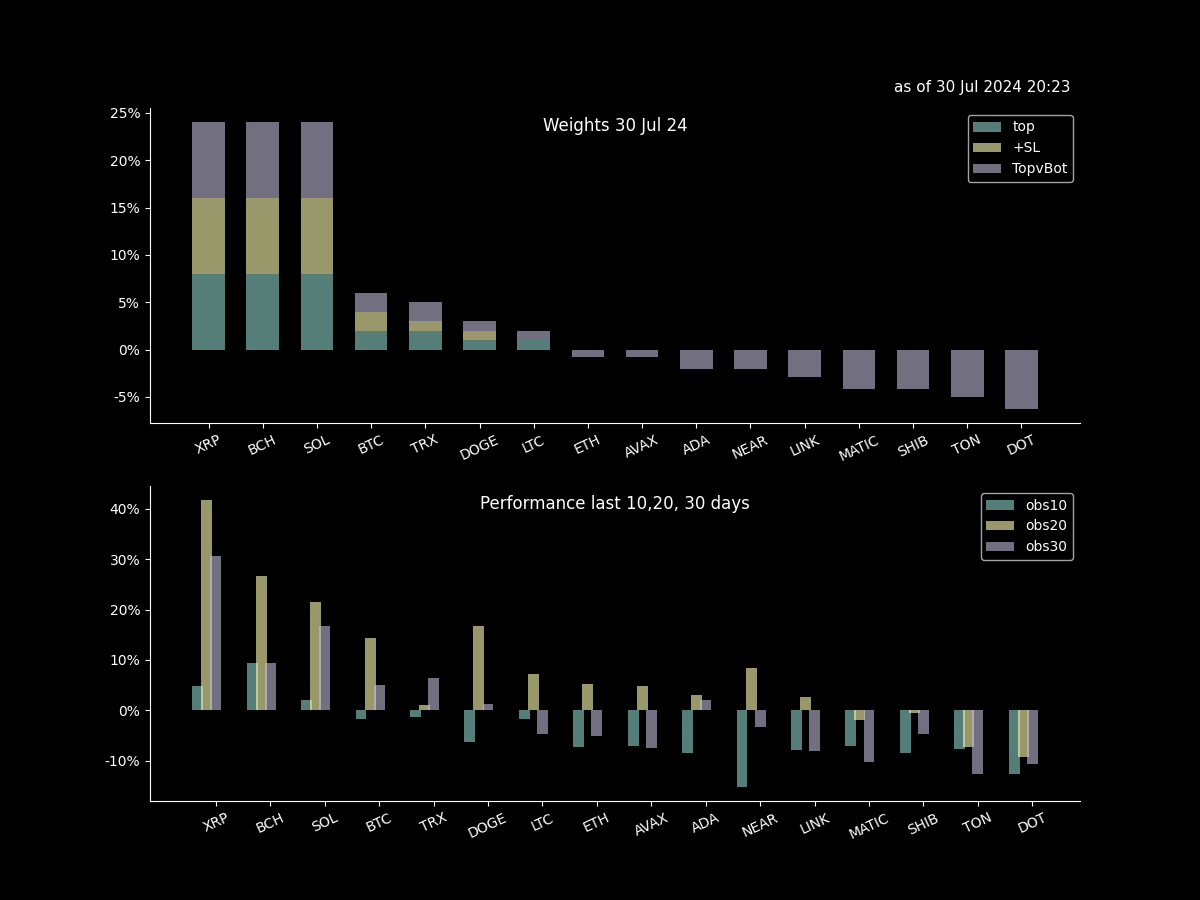 as of 30 Jul 2024 20:23
Weights 30 Jul 24
top
+SL
TopvBot
25%
20%
15%
10%
5%
0%
-5%
XRP BCH SOL BTC TRX DOGE LTC ETH AVAX ADA NEAR LINK MATIC SHIB TON DOT
Performance last 10,20, 30 days
obs10
obs20
obs30
40%
30%
20%
10%
0%
-10%
XRP BCH SOL BTC TRX DOGE LTC ETH AVAX ADA NEAR LINK MATIC SHIB TON DOT